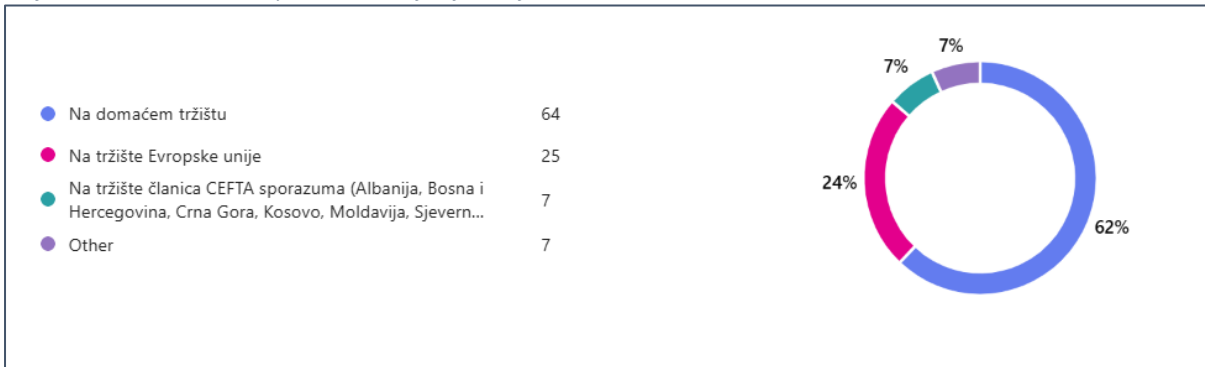 Na domaćem tržištu 64
Na tržište Evropske unije 25
Na tržište članica CEFTA sporazuma (Albanija, Bosna i
Hercegovina, Crna Gora, Kosovo, Moldavija, Sjevern... 7
Other 7
7%
7%
24%
62%